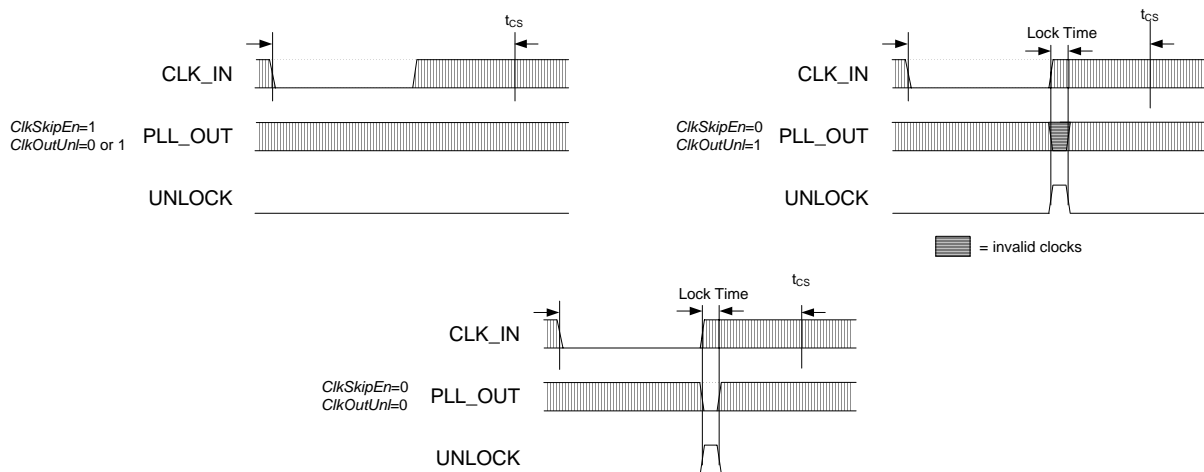 tCS
CLK_IN
ClkSkipEn=1
ClkOutUnl=0 or 1
PLL_OUT
UNLOCK
Lock Time
tCS
CLK_IN
ClkSkipEn=0
ClkOutUnl=1
PLL_OUT
UNLOCK
= invalid clocks
Lock Time
tCS
CLK_IN
ClkSkipEn=0
ClkOutUnl=0
PLL_OUT
UNLOCK